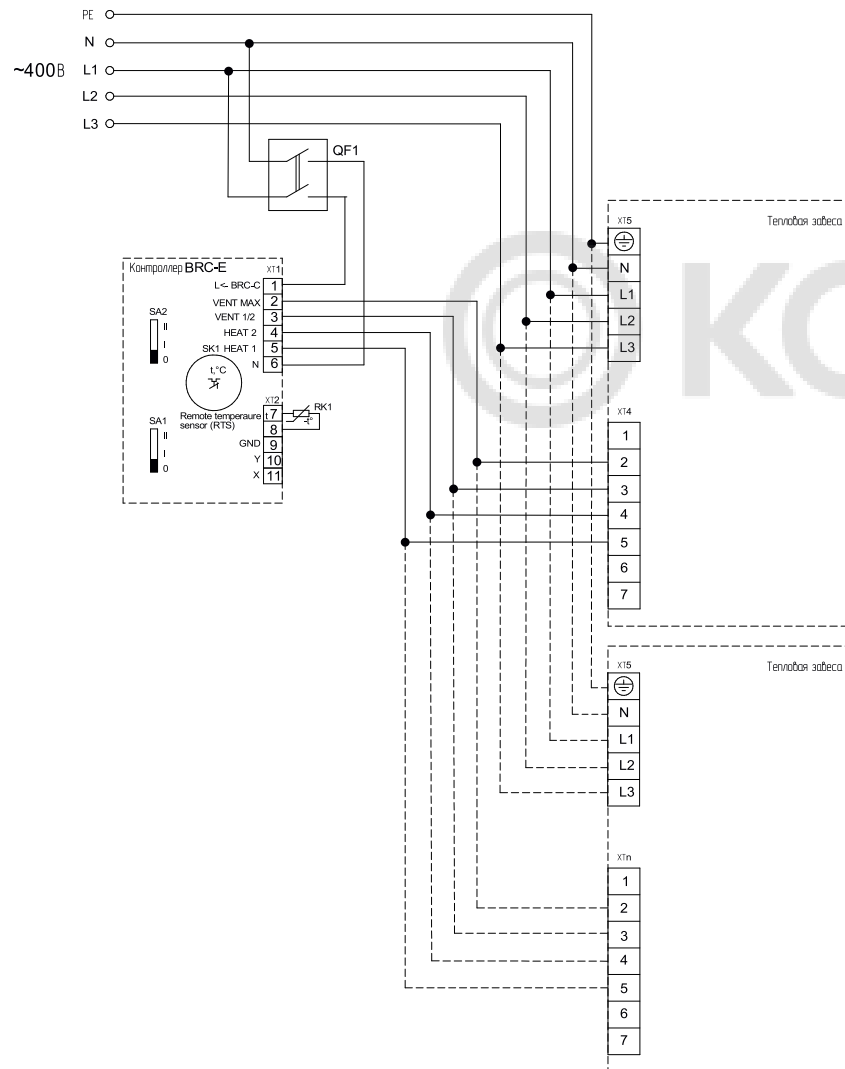 PE
N
~400В L1
L2
L3
QF1
Контроллер BRC-E XT1
L<- BRC-C 1
VENT MAX 2
VENT 1/2 3
HEAT 2 4
SK1 HEAT 1 5
N 6
SA2
II
I
0
t,°C
XT2
Remote temperaure
sensor (RTS)
t 7
8
GND 9
Y 10
X 11
RK1
t°
SA1
II
I
0
XT5
Тепловая завеса
N
L1
L2
L3
XT4
1
2
3
4
5
6
7
XT5
Тепловая завеса
N
L1
L2
L3
XTn
1
2
3
4
5
6
7